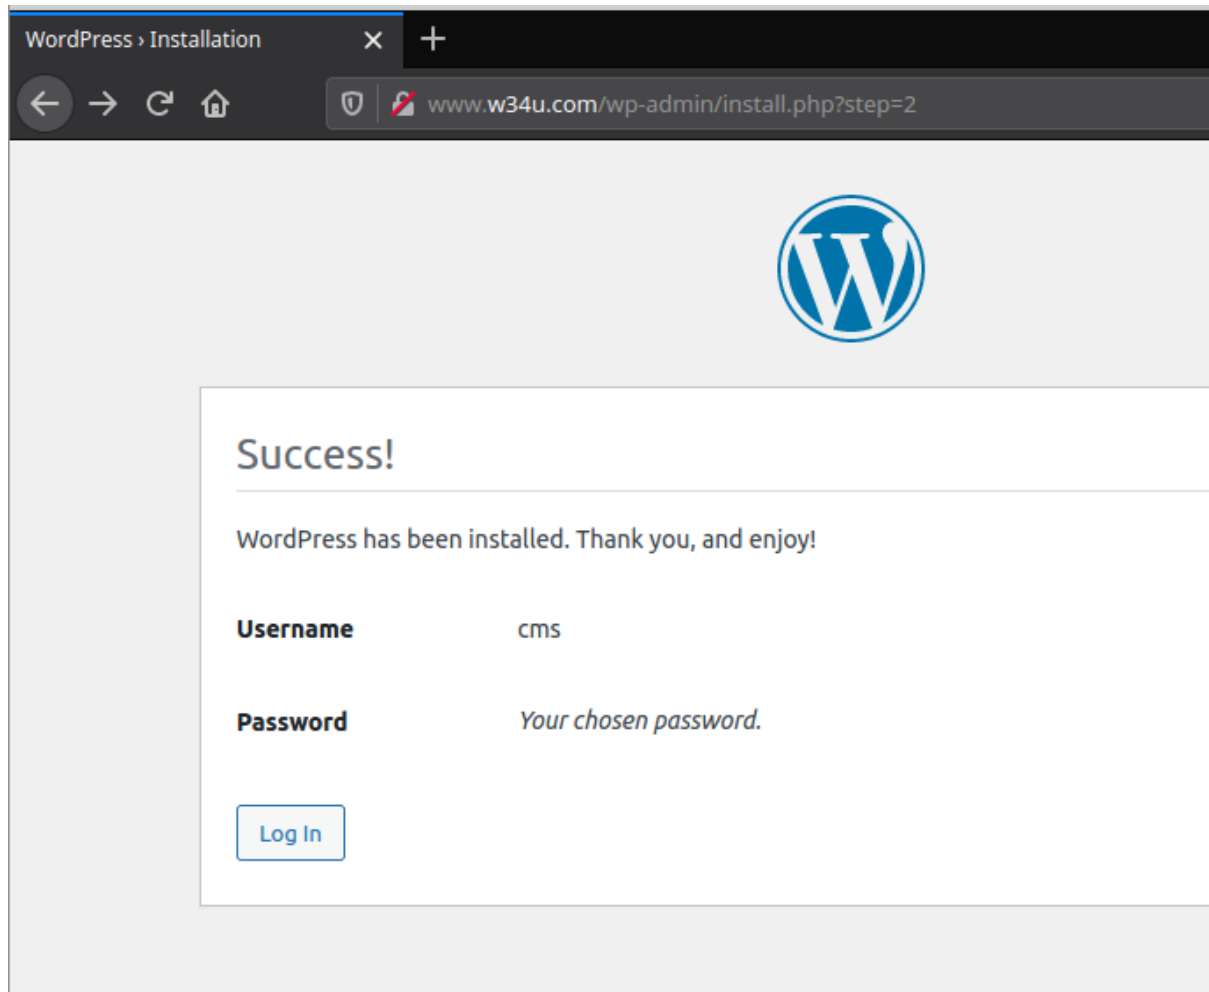 WordPress › Installation
www.w34u.com/wp-admin/install.php?step=2
Success!
WordPress has been installed. Thank you, and enjoy!
Username cms
Password Your chosen password.
Log In